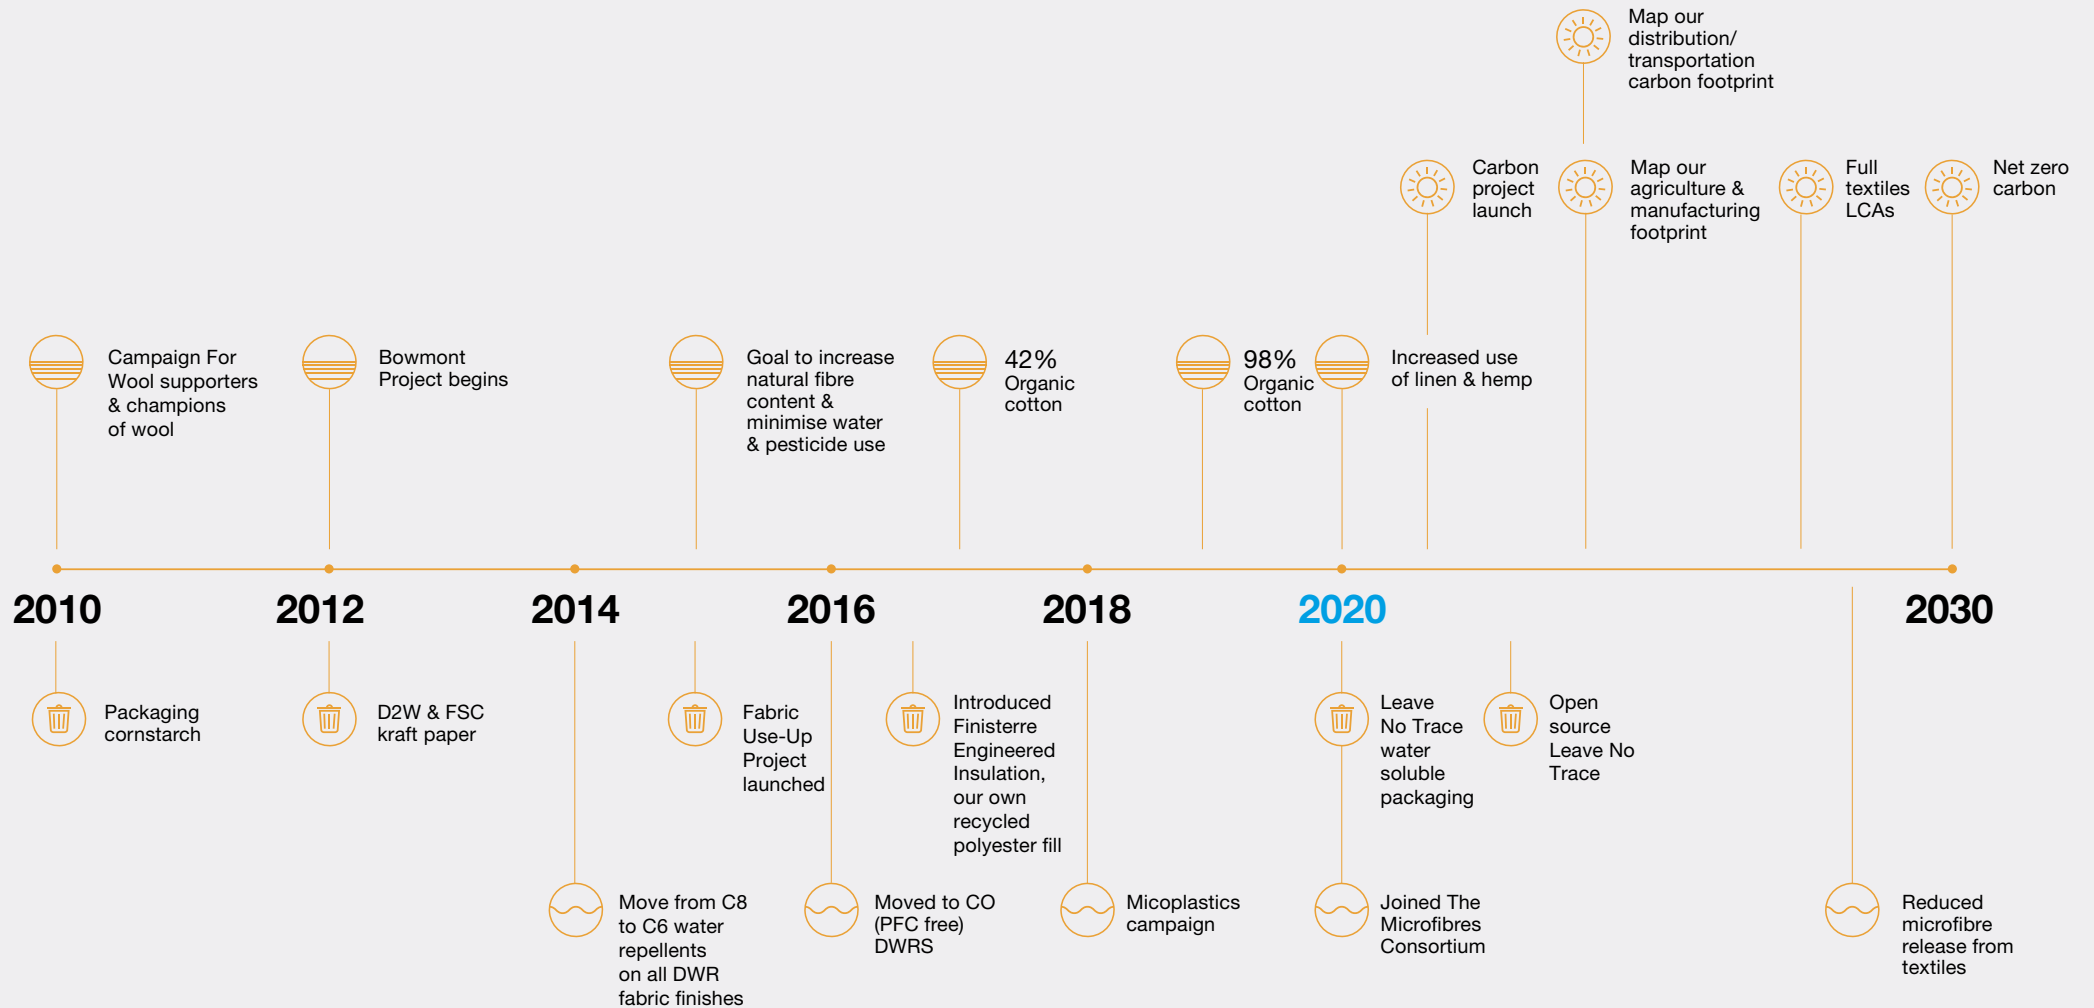 Map our
distribution/
transportation
carbon footprint
Carbon
project
launch
Map our
agriculture &
manufacturing
footprint
Full
textiles
LCAs
Net zero
carbon
Campaign For
Wool supporters
& champions
of wool
Bowmont
Project begins
Goal to increase
natural fibre
content &
minimise water
& pesticide use
42%
Organic
cotton
98%
Organic
cotton
Increased use
of linen & hemp
2010
2012
2014
2016
2018
2020
2030
Packaging
cornstarch
D2W & FSC
kraft paper
Fabric
Use-Up
Project
launched
Introduced
Finisterre
Engineered
Insulation,
our own
recycled
polyester fill
Leave
No Trace
water
soluble
packaging
Open
source
Leave No
Trace
Move from C8
to C6 water
repellents
on all DWR
fabric finishes
Moved to CO
(PFC free)
DWRS
Micoplastics
campaign
Joined The
Microfibres
Consortium
Reduced
microfibre
release from
textiles